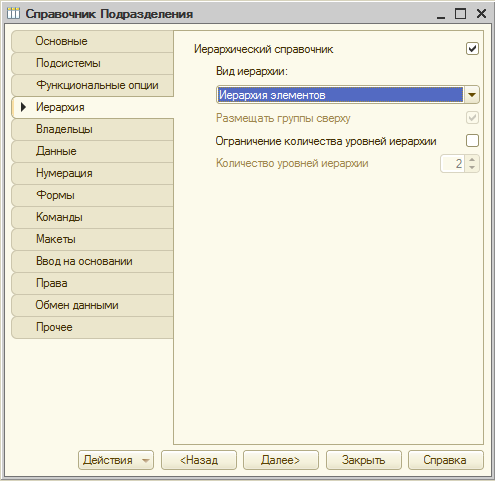 Справочник Подразделения
Основные
Подсистемы
Функциональные опции
Иерархия
Владельцы
Данные
Нумерация
Формы
Команды
Макеты
Ввод на основании
Права
Обмен данными
Прочее
Иерархический справочник
Вид иерархии:
Иерархия элементов
Размещать группы сверху
Ограничение количества уровней иерархии
Количество уровней иерархии 2
Действия <Назад Далее> Закрыть Справка